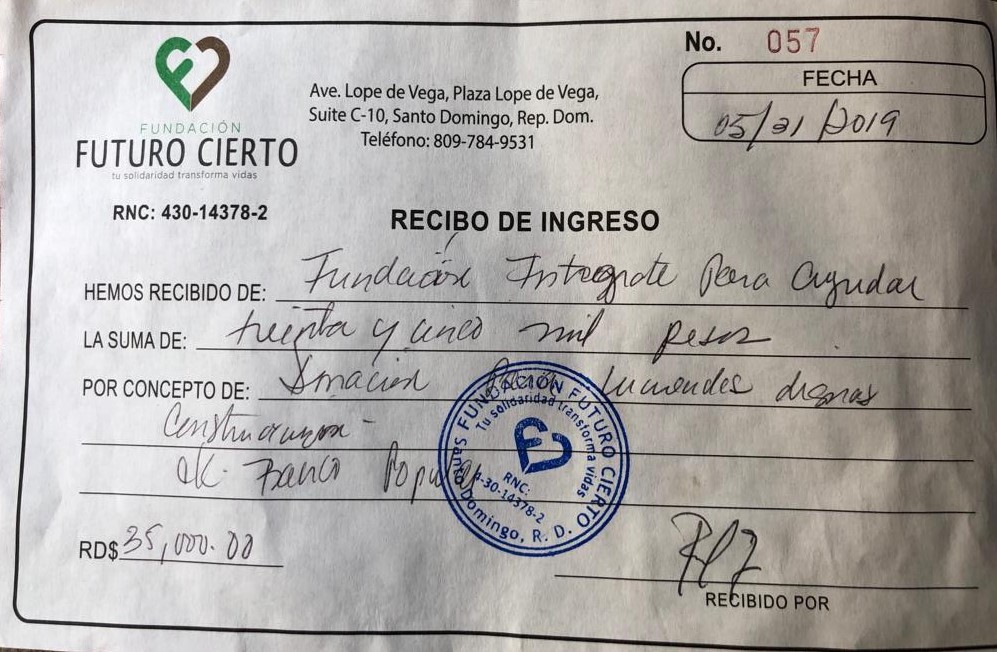 No. 057
FECHA
05/21/2019
FUNDACIÓN
FUTURO CIERTO
tu solidaridad transforma vidas
RNC: 430-14378-2
Ave. Lope de Vega, Plaza Lope de Vega,
Suite C-10, Santo Domingo, Rep. Dom.
Teléfono: 809-784-9531
RECIBO DE INGRESO
HEMOS RECIBIDO DE: Fundación Integrate Para Ayudar
LA SUMA DE: treinta y cinco mil pesos
POR CONCEPTO DE: Donación dignas
Construcción -
ck. Banco Popular
FUNDACIÓN FUTURO CIERTO
Tu solidaridad transforma vidas
RNC:
4-30-14378-2
Santo Domingo, R. D.
RD$ 35,000.00
RECIBIDO POR